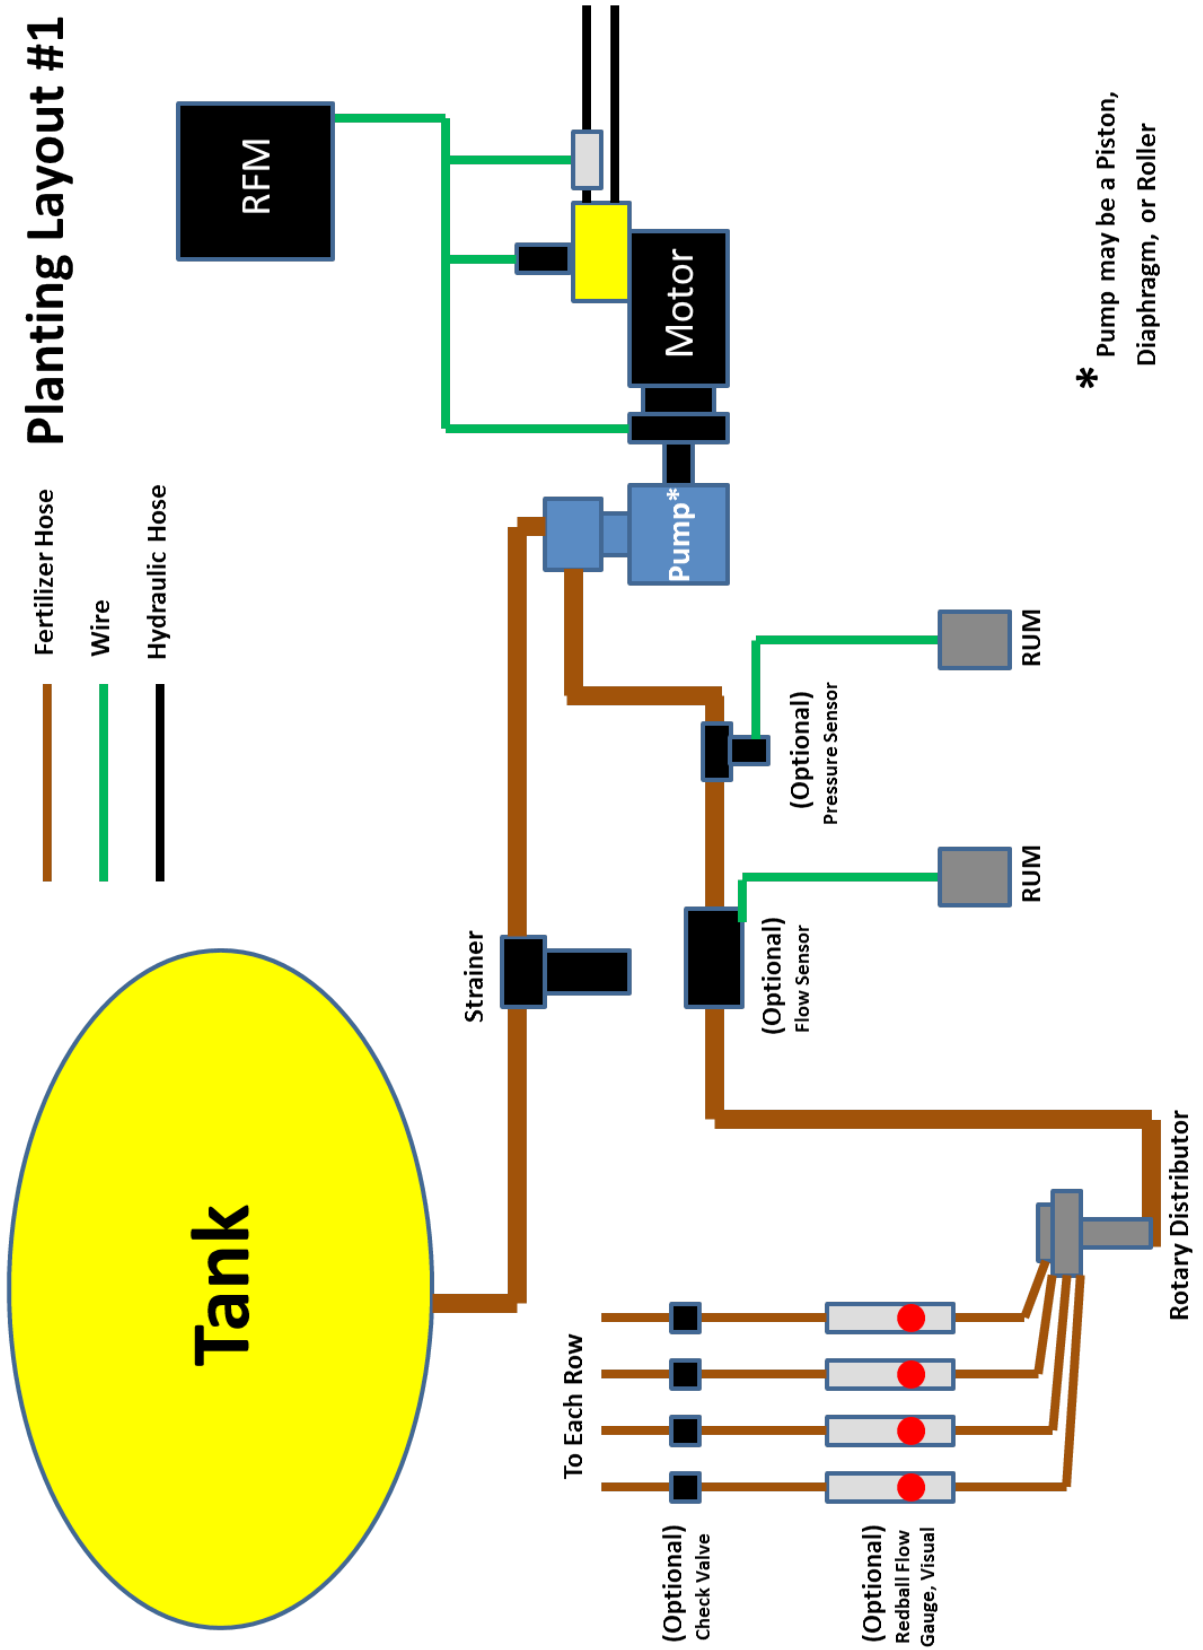 Planting Layout #1
Fertilizer Hose
Wire
Hydraulic Hose
RFM
Tank
Strainer
Motor
Pump*
(Optional)
Pressure Sensor
RUM
(Optional)
Flow Sensor
RUM
To Each Row
(Optional)
Check Valve
(Optional)
Redball Flow
Gauge, Visual
Rotary Distributor
* Pump may be a Piston,
Diaphragm, or Roller